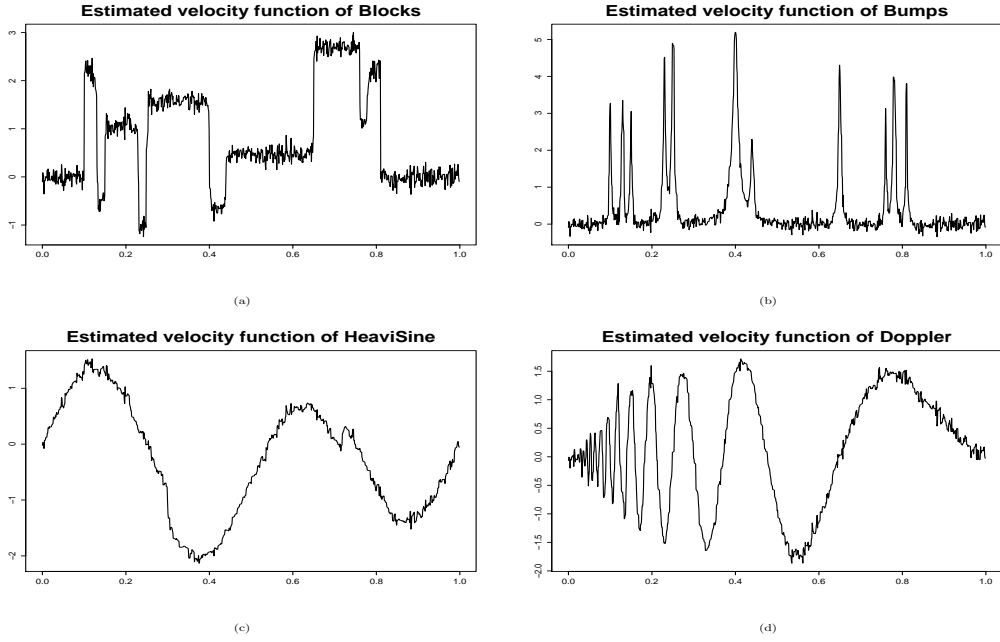 Estimated velocity function of Blocks
3
2
1
0
−1
0.0 0.2 0.4 0.6 0.8 1.0
(a)
Estimated velocity function of Bumps
5
4
3
2
1
0
0.0 0.2 0.4 0.6 0.8 1.0
(b)
Estimated velocity function of HeaviSine
1
0
−1
−2
0.0 0.2 0.4 0.6 0.8 1.0
(c)
Estimated velocity function of Doppler
1.5
1.0
0.5
0.0
−0.5
−1.0
−1.5
−2.0
0.0 0.2 0.4 0.6 0.8 1.0
(d)